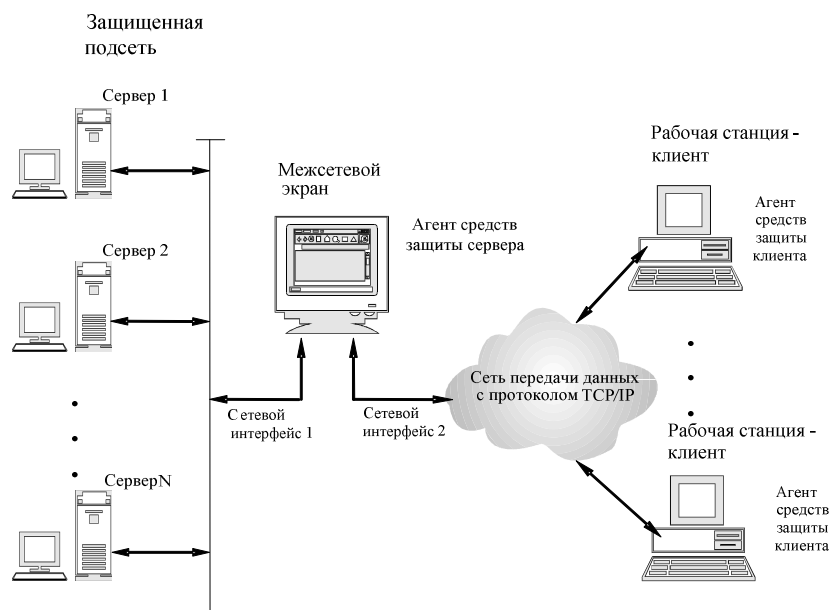 Защищенная
подсеть
Сервер 1
Сервер 2
СерверN
Межсетевой
экран
Агент средств
защиты сервера
Сетевой
интерфейс 1
Сетевой
интерфейс 2
Сеть передачи данных
с протоколом TCP/IP
Рабочая станция -
клиент
Агент
средств
защиты
клиента
Рабочая станция -
клиент
Агент
средств
защиты
клиента